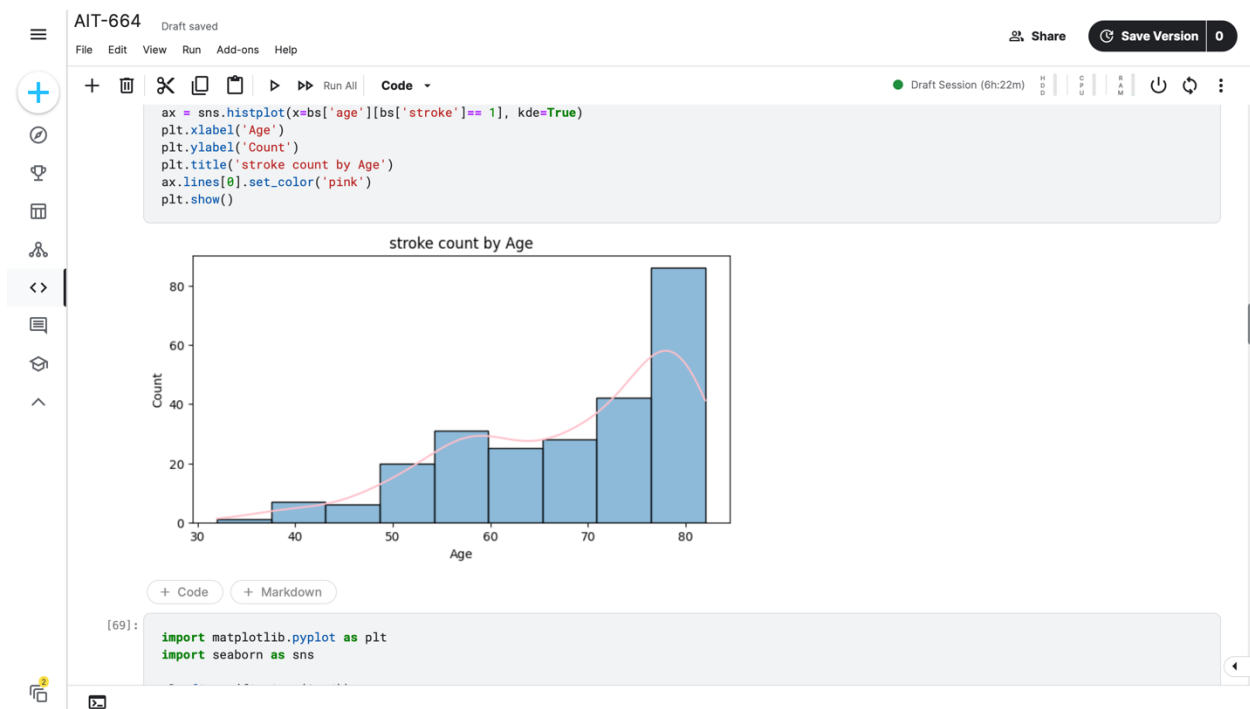 AIT-664 Draft saved
Share
Save Version 0
File Edit View Run Add-ons Help
Run All Code
Draft Session (6h:22m) HDD CPU RAM
ax = sns.histplot(x=bs['age'][bs['stroke']== 1], kde=True)
plt.xlabel('Age')
plt.ylabel('Count')
plt.title('stroke count by Age')
ax.lines[0].set_color('pink')
plt.show()
stroke count by Age
80
60
40
20
0
Count
30 40 50 60 70 80
Age
+ Code + Markdown
[69]:
import matplotlib.pyplot as plt
import seaborn as sns
2